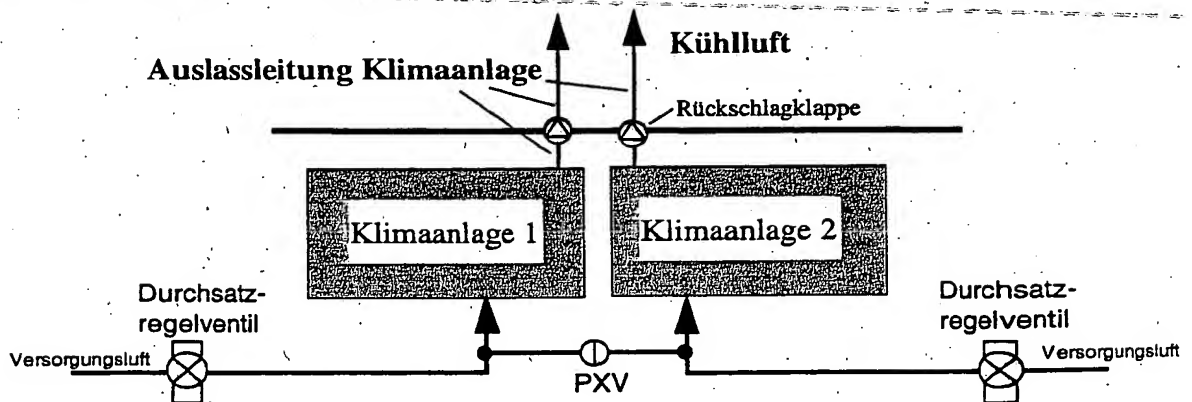 Kühlluft
Auslassleitung Klimaanlage
Rückschlagklappe
Klimaanlage 1
Klimaanlage 2
Durchsatz-
regelventil
Durchsatz-
regelventil
Versorgungsluft
Versorgungsluft
PXV